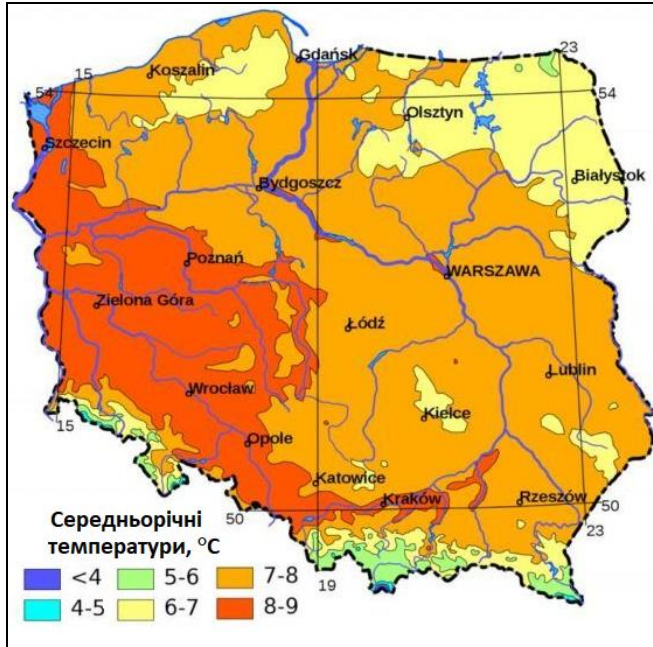 Gdańsk
23
Koszalin
15
54
54
Olsztyn
Szczecin
Białystok
Bydgoszcz
Poznań
WARSZAWA
Zielona Góra
Łódź
Lublin
Wrocław
15
Kielce
Opole
Katowice
Kraków
Rzeszów
50
50
23
19
Середньорічні
температури, °C
<4
5-6
7-8
4-5
6-7
8-9